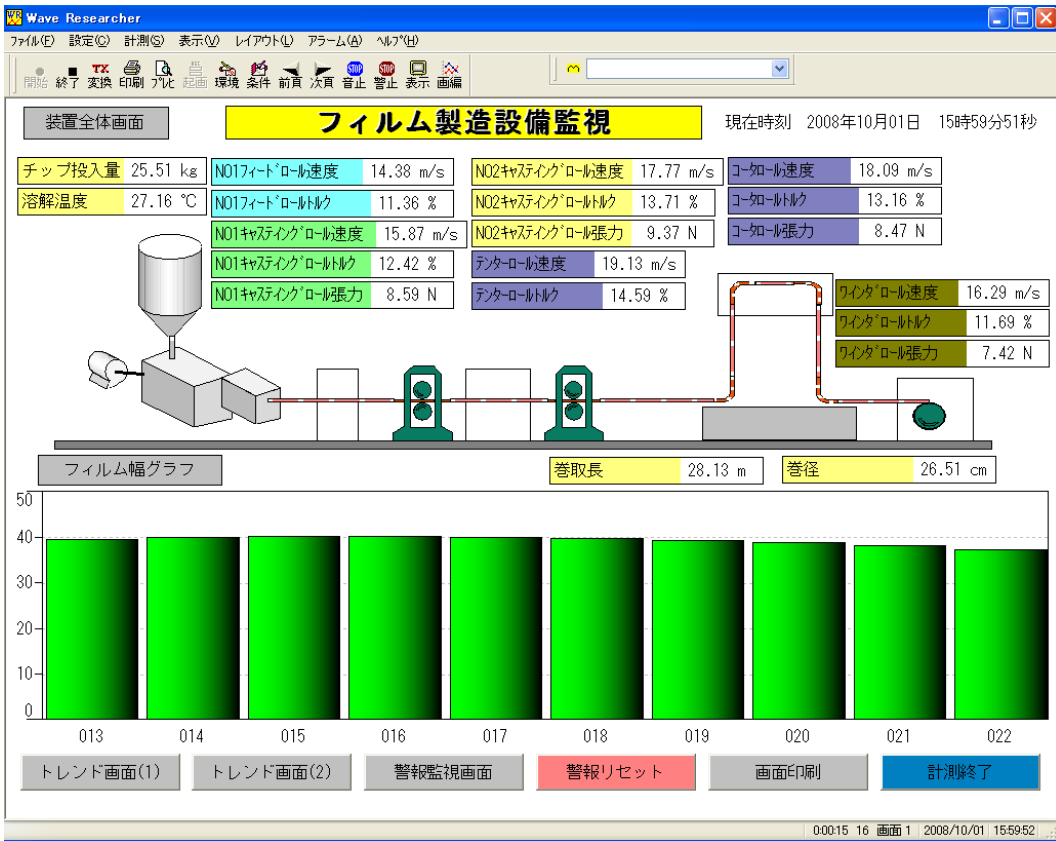 Wave Researcher
ファイル(F) 設定(C) 計測(S) 表示(V) レイアウト(L) アラーム(A) ヘルプ(H)
TX STOP STOP
開始 終了 変換 印刷 プレビ 起画 環境 条件 前頁 次頁 音止 警止 表示 画編
装置全体画面 フィルム製造設備監視 現在時刻 2008年10月01日 15時59分51秒
チップ投入量 25.51 kg NO1フィードロール速度 14.38 m/s NO2キャスティングロール速度 17.77 m/s コータロール速度 18.09 m/s
溶解温度 27.16 ℃ NO1フィードロールトルク 11.36 % NO2キャスティングロールトルク 13.71 % コータロールトルク 13.16 %
NO1キャスティングロール速度 15.87 m/s NO2キャスティングロール張力 9.37 N コータロール張力 8.47 N
NO1キャスティングロールトルク 12.42 % テンターロール速度 19.13 m/s
NO1キャスティングロール張力 8.59 N テンターロールトルク 14.59 % ワインダロール速度 16.29 m/s
ワインダロールトルク 11.69 %
ワインダロール張力 7.42 N
フィルム幅グラフ 巻取長 28.13 m 巻径 26.51 cm
50
40
30
20
10
0
013 014 015 016 017 018 019 020 021 022
トレンド画面(1) トレンド画面(2) 警報監視画面 警報リセット 画面印刷 計測終了
0:00:15 16 画面 1 2008/10/01 15:59:52